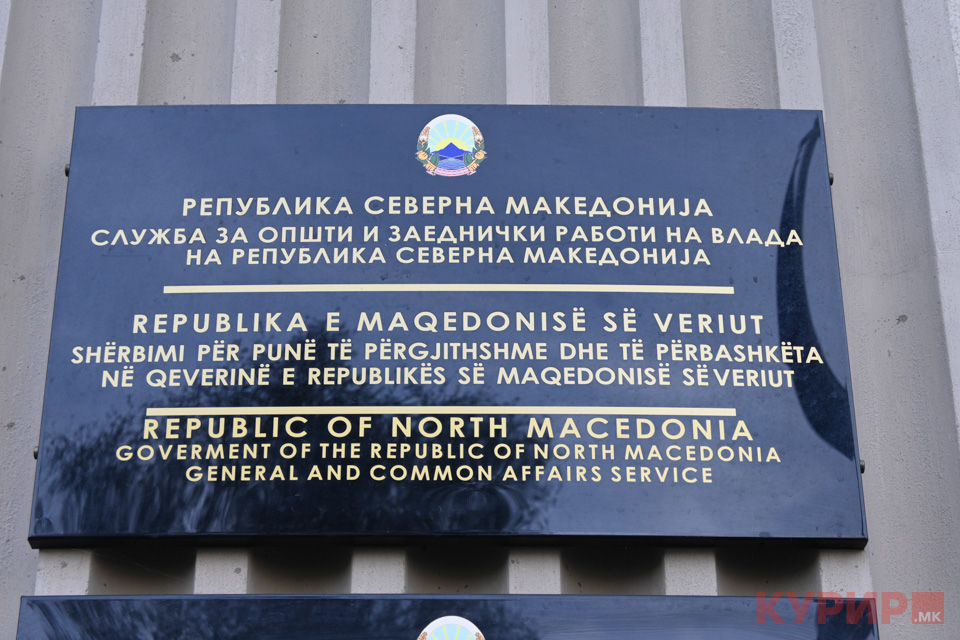 РЕПУБЛИКА СЕВЕРНА МАКЕДОНИЈА
СЛУЖБА ЗА ОПШТИ И ЗАЕДНИЧКИ РАБОТИ НА ВЛАДА
НА РЕПУБЛИКА СЕВЕРНА МАКЕДОНИЈА
REPUBLIKA E MAQEDONISË SË VERIUT
SHËRBIMI PËR PUNË TË PËRGJITHSHME DHE TË PËRBASHKËTA
NË QEVERINË E REPUBLIKËS SË MAQEDONISË SË VERIUT
REPUBLIC OF NORTH MACEDONIA
GOVERMENT OF THE REPUBLIC OF NORTH MACEDONIA
GENERAL AND COMMON AFFAIRS SERVICE
КУРИР.МК